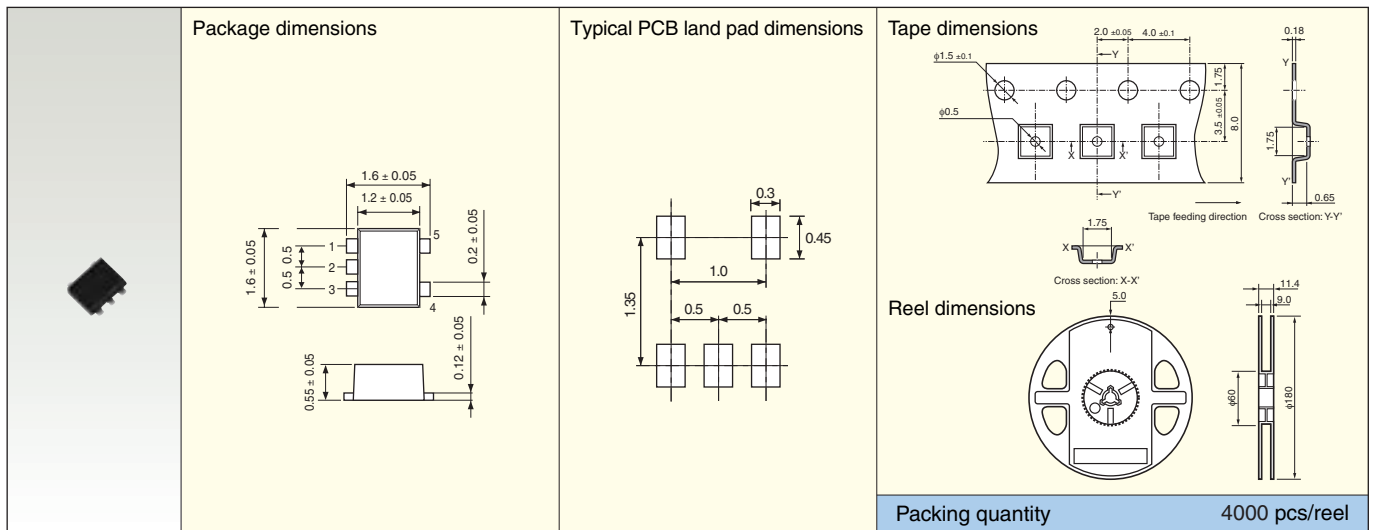 Package dimensions
1.6 ± 0.05
1.2 ± 0.05
1.6 ± 0.05
0.5
0.5
1
2
3
5
4
0.2 ± 0.05
0.55 ± 0.05
0.12 ± 0.05
Typical PCB land pad dimensions
0.3
0.45
1.0
1.35
0.5
0.5
Tape dimensions
2.0 ±0.05
4.0 ±0.1
0.18
φ1.5 ±0.1
Y
Y
1.75
φ0.5
3.5 ±0.05
8.0
1.75
X
X'
Y'
Y'
0.65
Tape feeding direction
Cross section: Y-Y'
1.75
X
X'
Cross section: X-X'
Reel dimensions
5.0
11.4
9.0
φ60
φ180
Packing quantity 4000 pcs/reel